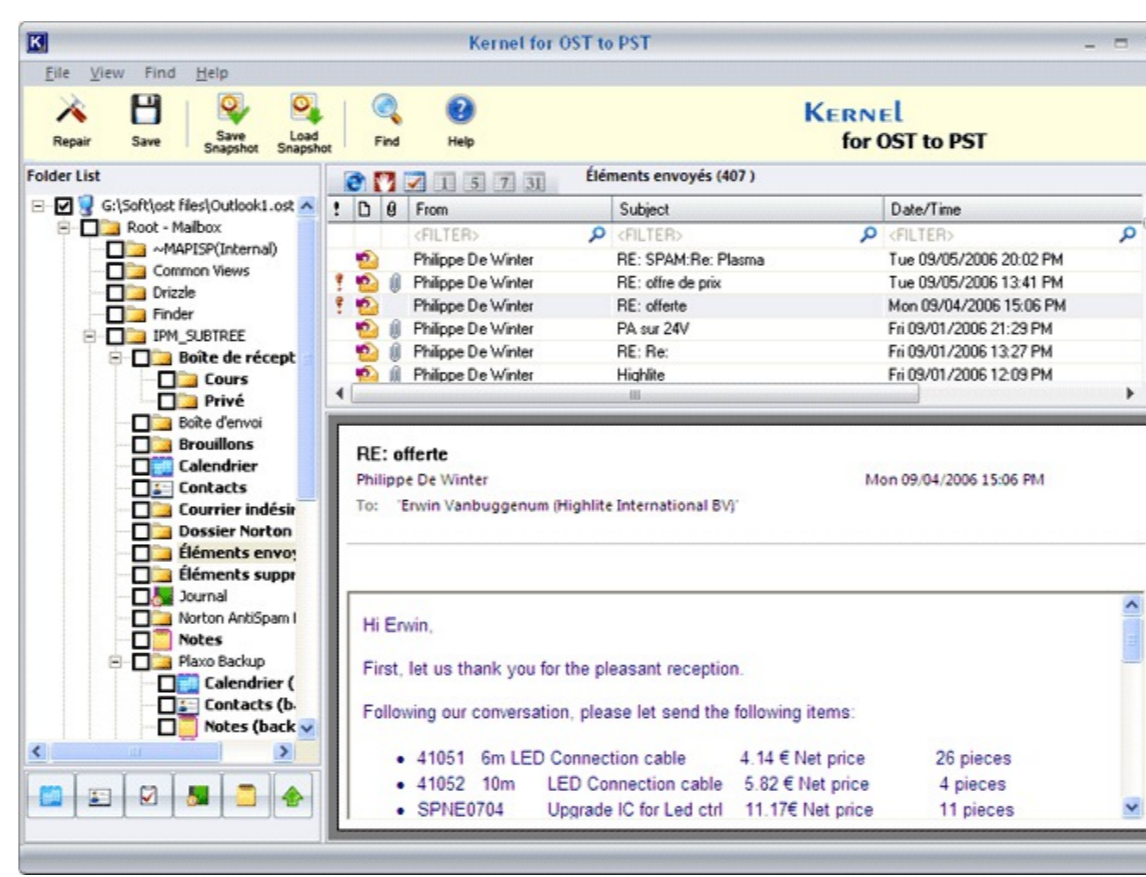 K
Kernel for OST to PST
File View Find Help
Repair Save Save Snapshot Load Snapshot Find Help
KERNEL
for OST to PST
Folder List
G:\Soft\ost files\Outlook1.ost
Root - Mailbox
~MAPISP(Internal)
Common Views
Drizzle
Finder
IPM_SUBTREE
Boîte de récept
Cours
Privé
Boîte d'envoi
Brouillons
Calendrier
Contacts
Courrier indésir
Dossier Norton
Éléments envoy
Éléments suppr
Journal
Norton AntiSpam
Notes
Plaxo Backup
Calendrier (
Contacts (b
Notes (back
1 5 7 31 Éléments envoyés (407 )
! From Subject Date/Time
<FILTER> <FILTER> <FILTER>
Philippe De Winter RE: SPAM:Re: Plasma Tue 09/05/2006 20:02 PM
Philippe De Winter RE: offre de prix Tue 09/05/2006 13:41 PM
Philippe De Winter RE: offerte Mon 09/04/2006 15:06 PM
Philippe De Winter PA sur 24V Fri 09/01/2006 21:29 PM
Philippe De Winter RE: Re: Fri 09/01/2006 13:27 PM
Philippe De Winter Highlite Fri 09/01/2006 12:09 PM
RE: offerte
Philippe De Winter Mon 09/04/2006 15:06 PM
To: 'Erwin Vanbuggenum (Highlite International BV)'
Hi Erwin,
First, let us thank you for the pleasant reception.
Following our conversation, please let send the following items:
• 41051 6m LED Connection cable 4.14 € Net price 26 pieces
• 41052 10m LED Connection cable 5.82 € Net price 4 pieces
• SPNE0704 Upgrade IC for Led ctrl 11.17€ Net price 11 pieces